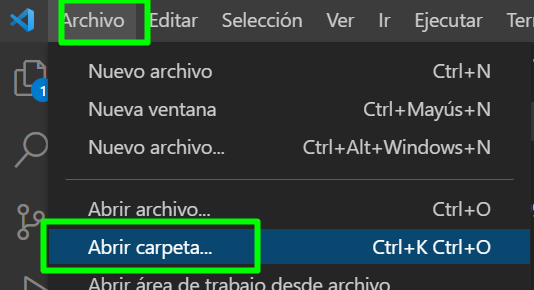 Archivo Editar Selección Ver Ir Ejecutar
1
Nuevo archivo Ctrl+N
Nueva ventana Ctrl+Mayús+N
Nuevo archivo... Ctrl+Alt+Windows+N
Abrir archivo... Ctrl+O
Abrir carpeta... Ctrl+K Ctrl+O
Abrir área de trabajo desde archivo